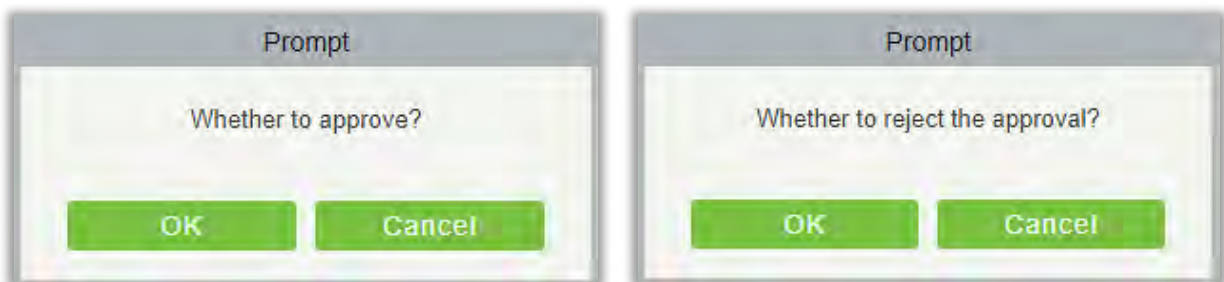 Prompt
Whether to approve?
OK
Cancel
Prompt
Whether to reject the approval?
OK
Cancel